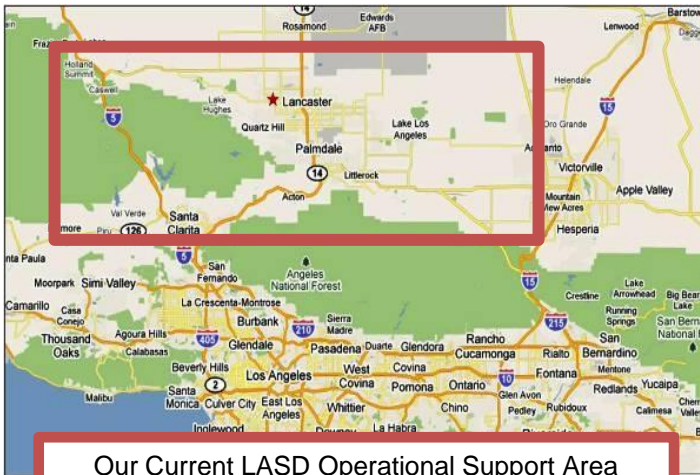 14
Edwards
AFB
Rosamond
Barstow
Lenwood
Holland
Summit
Caswell
5
Lake
Hughes
Lancaster
Quartz Hill
Lake Los
Angeles
Palmdale
14
Littlerock
Acton
Helendale
15
Oro Grande
Victorville
Apple Valley
Mountain
View Acres
Hesperia
Val Verde
Santa
Clarita
126
5
San
Fernando
Angeles
National Forest
15
Moorpark
Simi Valley
Camarillo
Casa
Conejo
Thousand
Oaks
Agoura Hills
Calabasas
La Crescenta-Montrose
Burbank
405
Glendale
210
Sierra
Madre
Pasadena
Duarte
Glendora
Rancho
Cucamonga
Crestline
Lake
Arrowhead
Big Bear
Lake
Running
Springs
215
Rialto
San
Bernardino
Mentone
Beverly Hills
2
Los Angeles
West
Covina
Covina
10
Fontana
Redlands
Yucaipa
Malibu
Santa
Monica
Culver City
East Los
Angeles
Pomona
Ontario
Glen Avon
Pedley
Rubidoux
Calimesa
Whittier
Chino
Inglewood
La Habra
Our Current LASD Operational Support Area